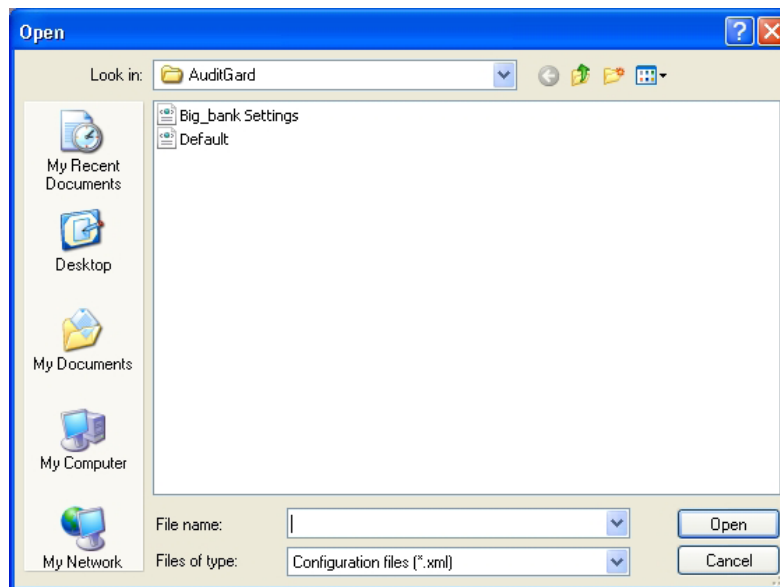 Open
Look in: AuditGard
Big_bank Settings
Default
My Recent
Documents
Desktop
My Documents
My Computer
My Network
File name: Open
Files of type: Configuration files (*.xml) Cancel